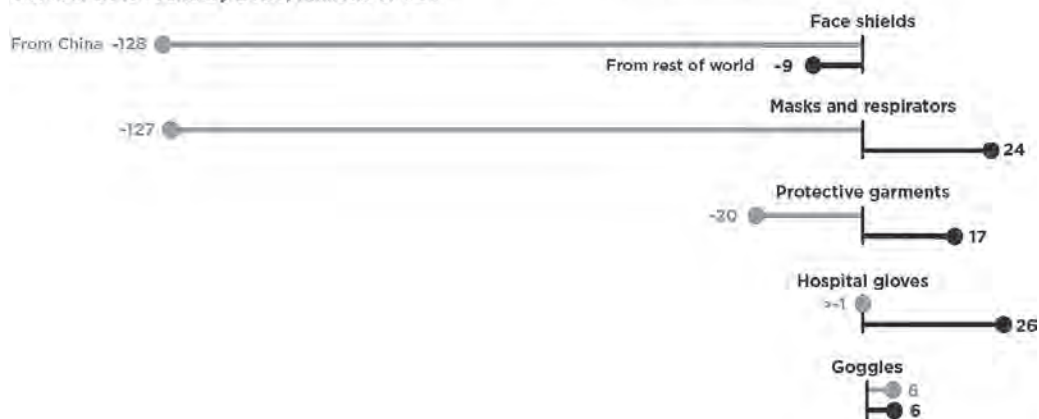 Face shields
From China -128
From rest of world -9
Masks and respirators
-127
24
Protective garments
-20
17
Hospital gloves
>-1
26
Goggles
6
6